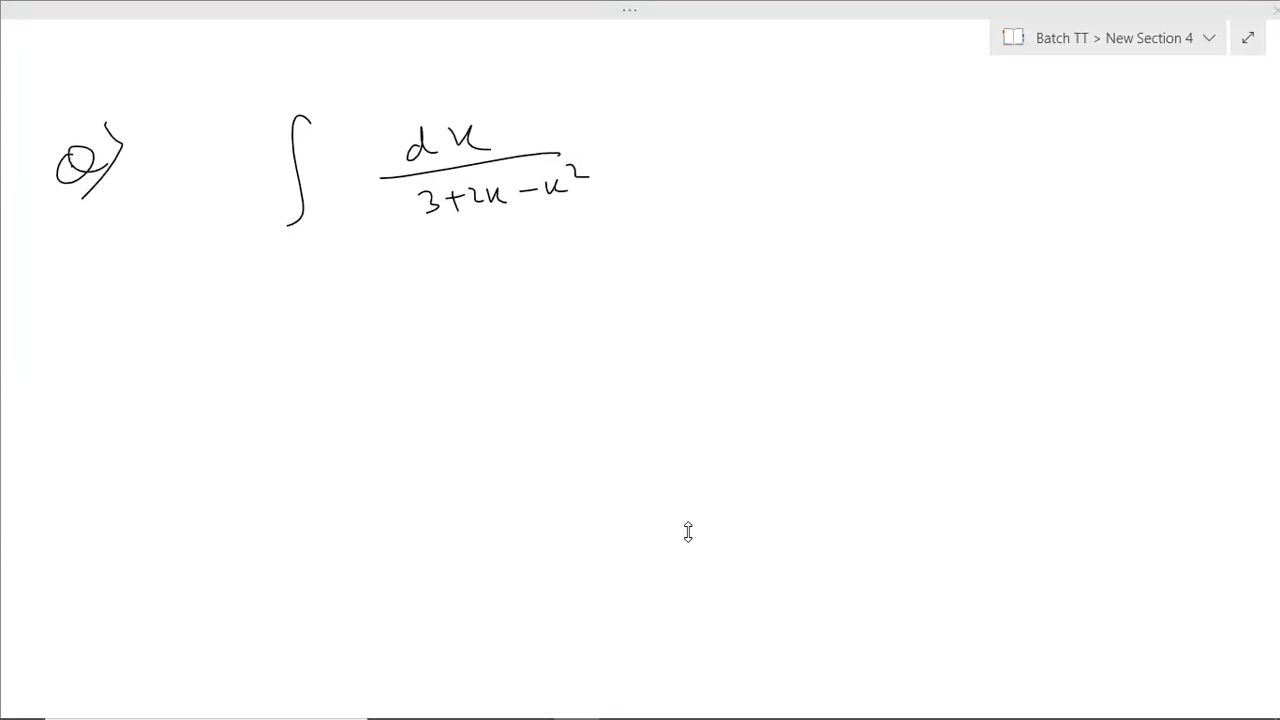 ...
Batch TT > New Section 4
Q) ∫ dx / 3+2x-x²